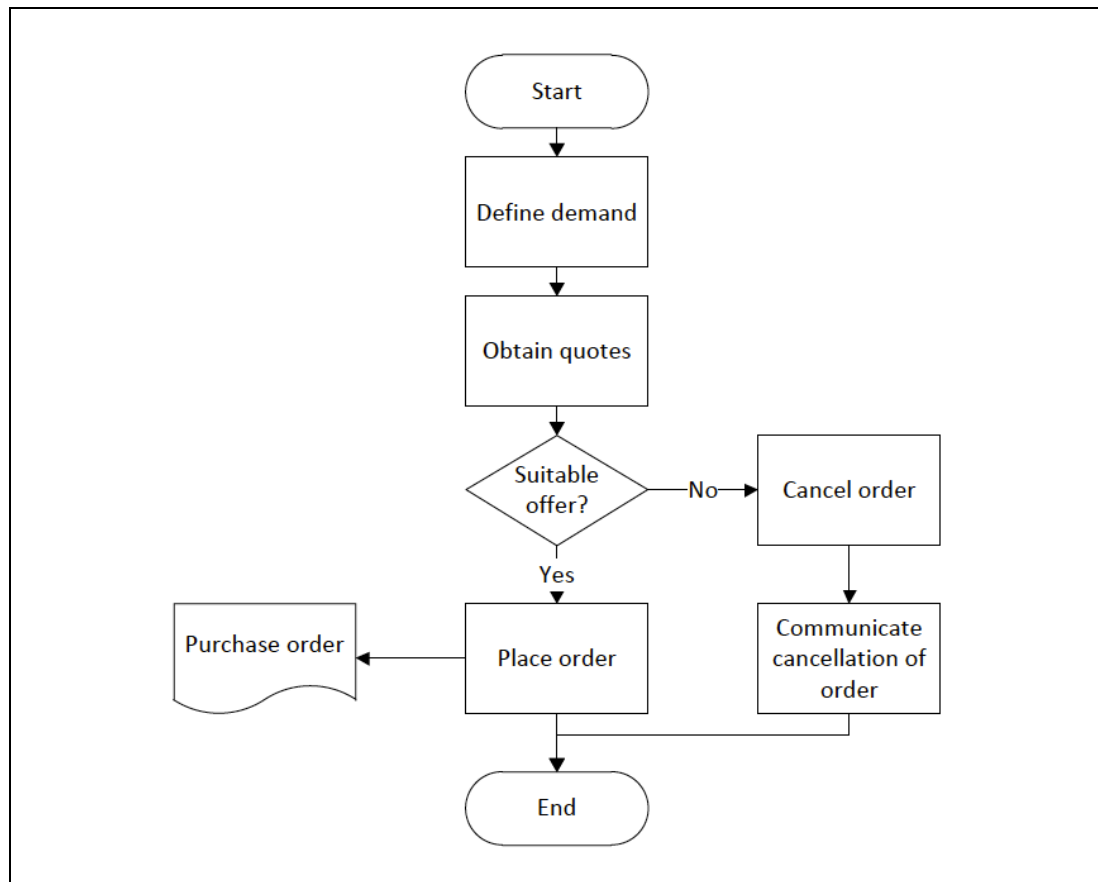 Start
Define demand
Obtain quotes
Suitable
offer?
No
Cancel order
Yes
Purchase order
Place order
Communicate
cancellation of
order
End